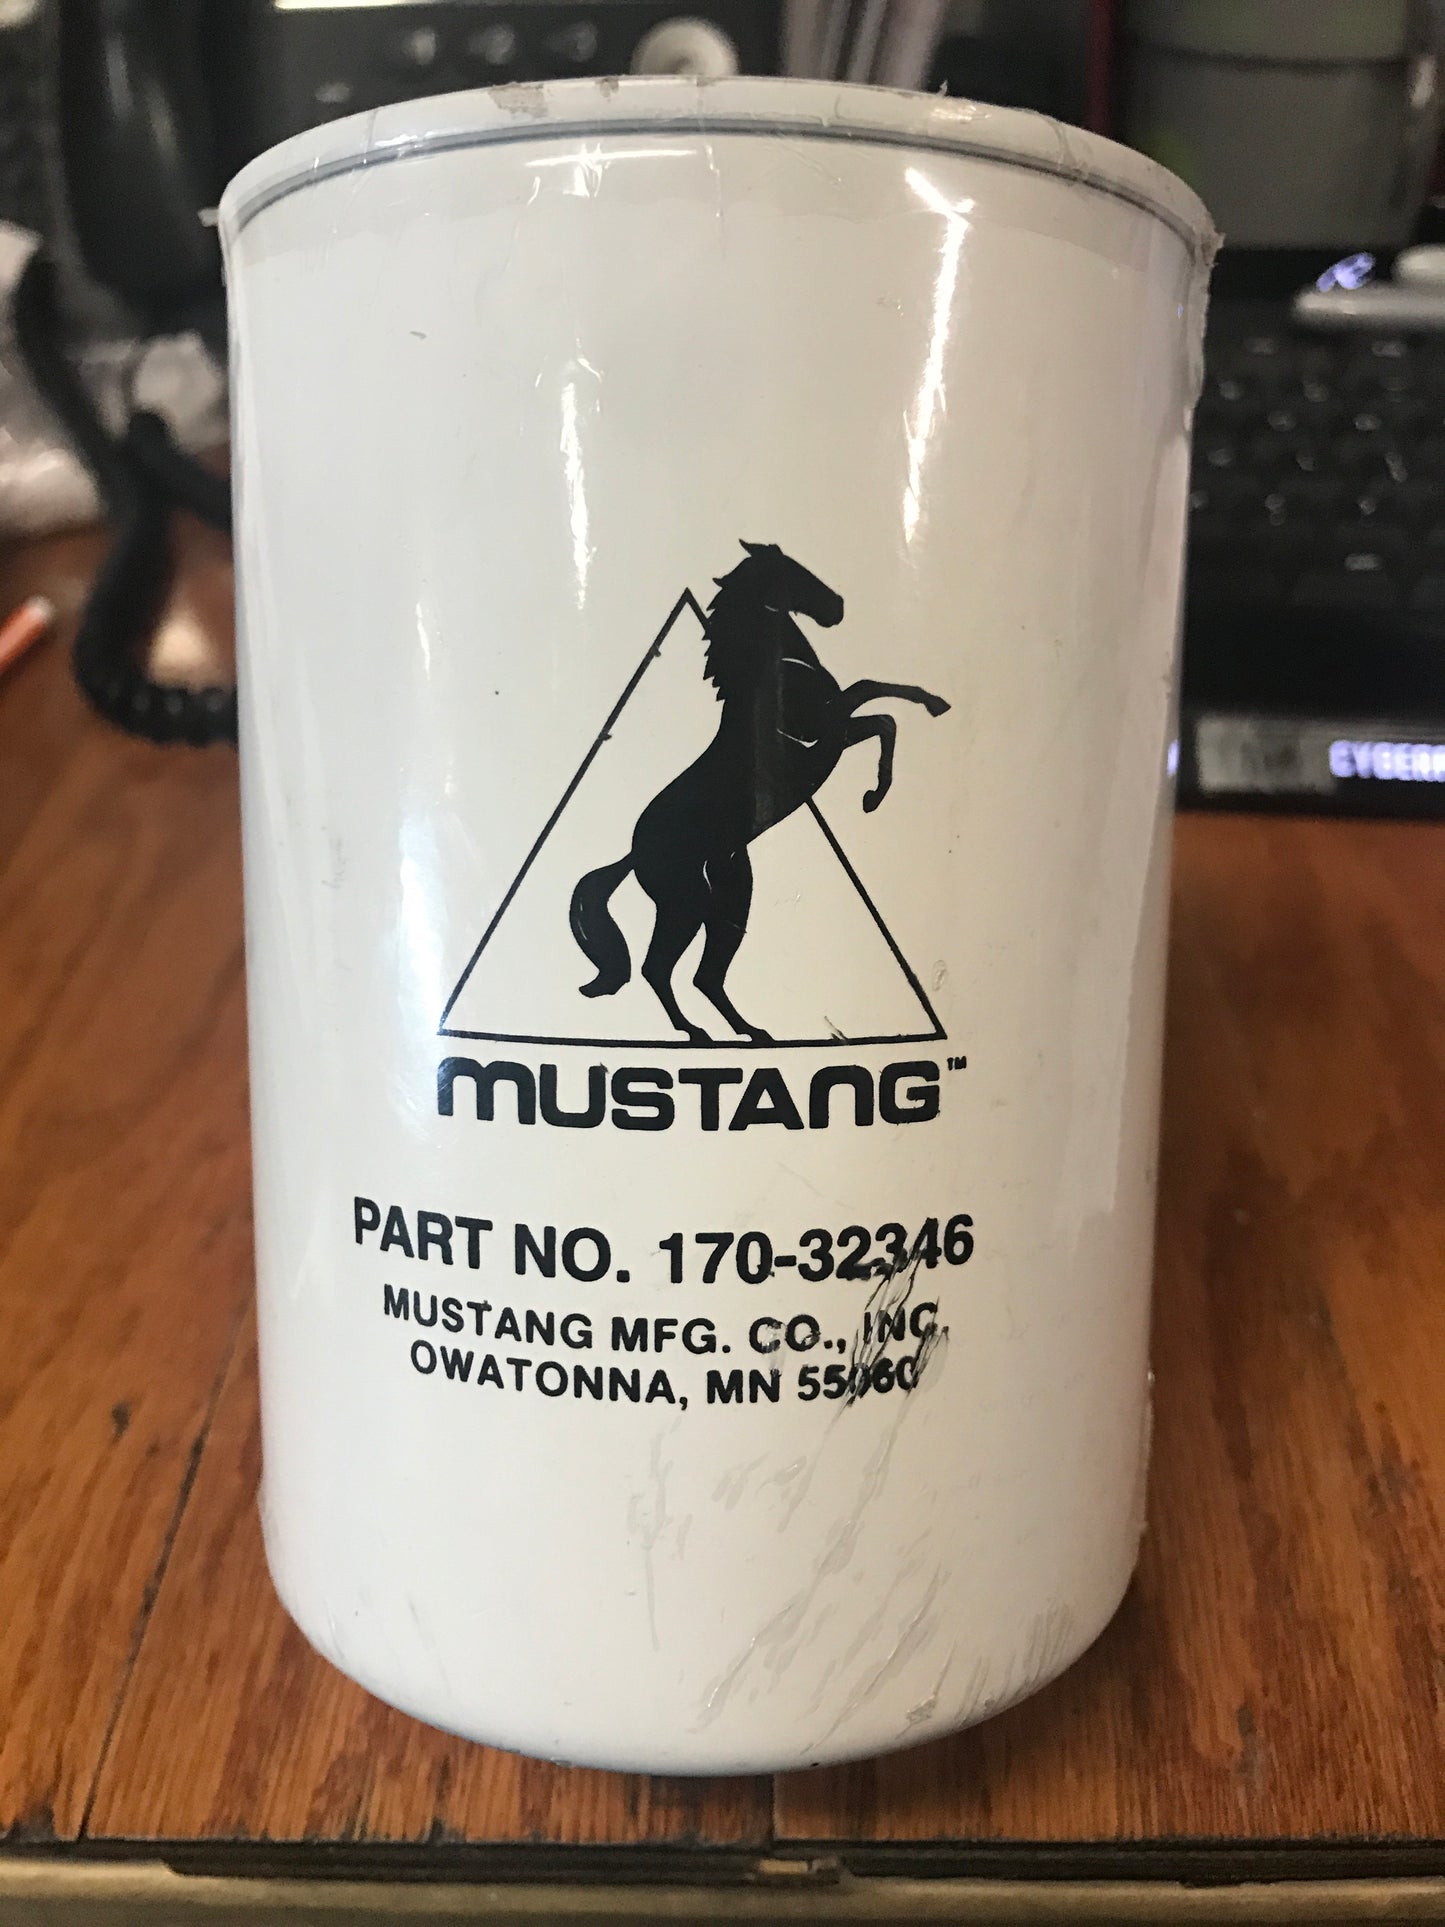 MUSTANG™
PART NO. 170-32346
MUSTANG MFG. CO., INC.
OWATONNA, MN 55060